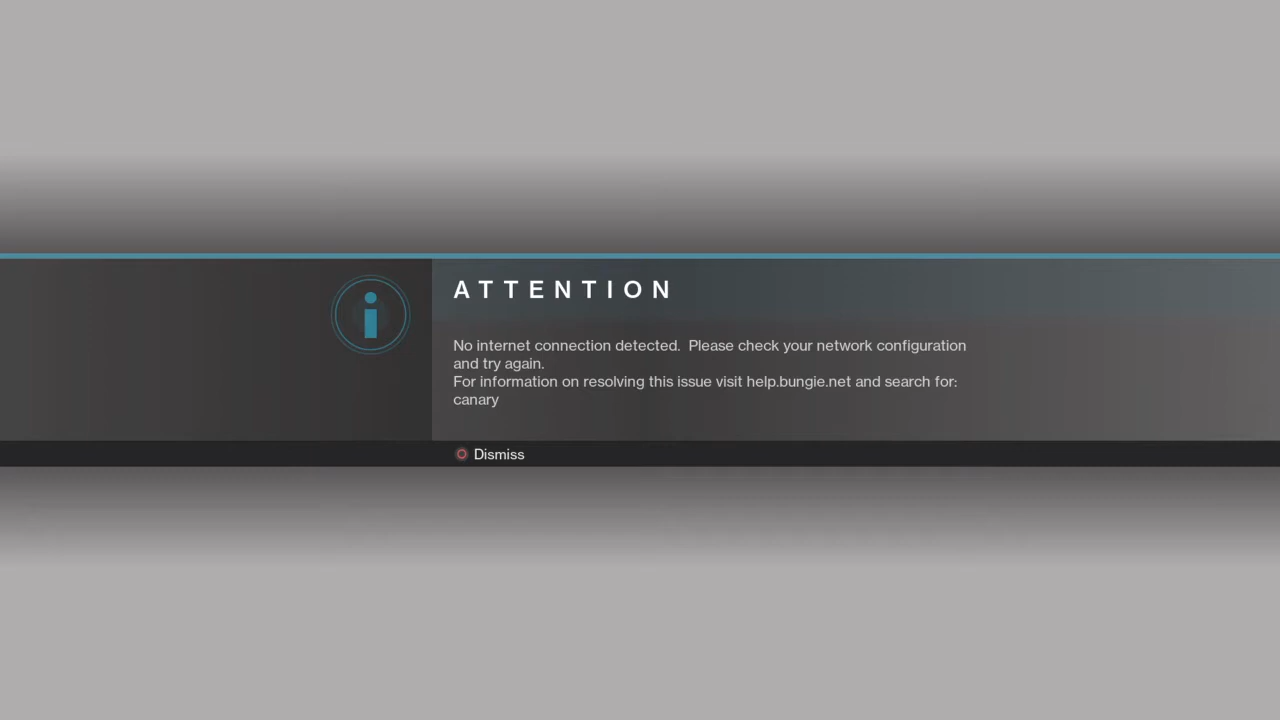 ATTENTION
No internet connection detected.  Please check your network configuration
and try again.
For information on resolving this issue visit help.bungie.net and search for:
canary
Dismiss